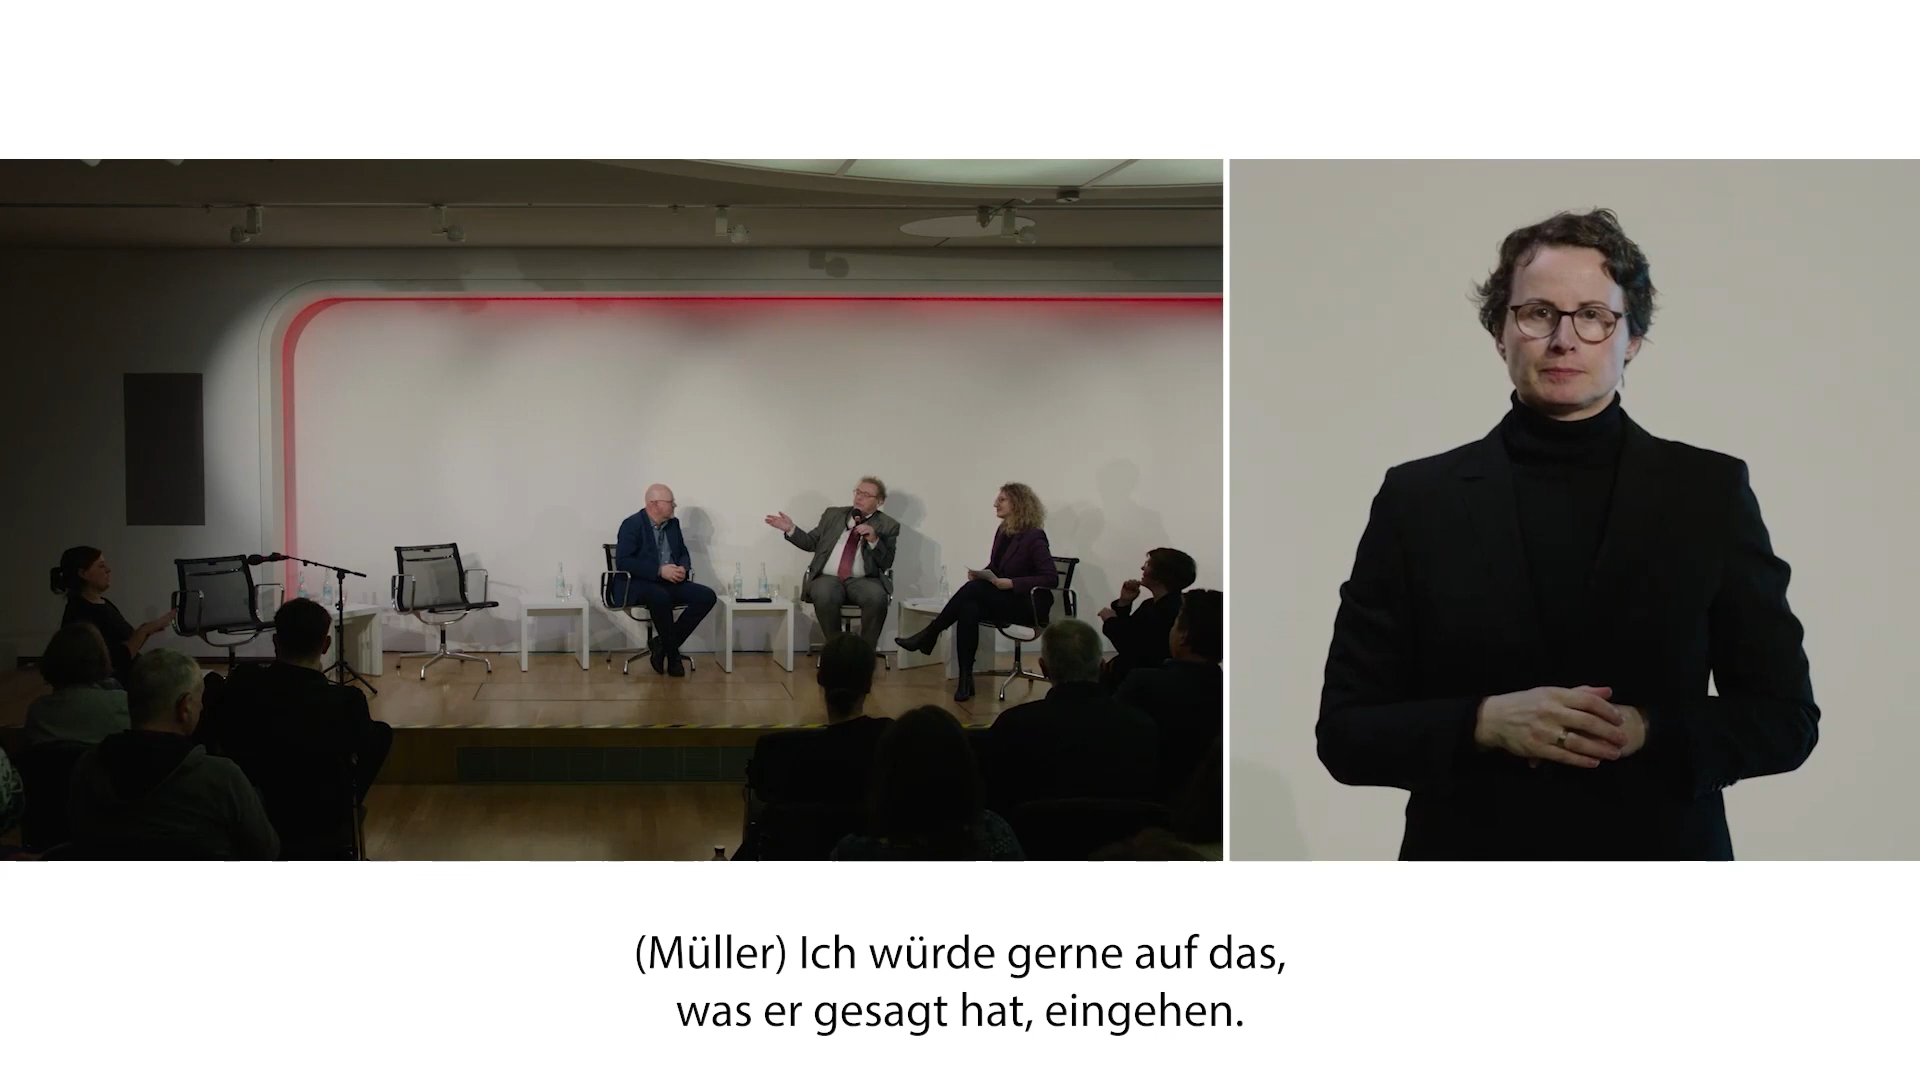 (Müller) Ich würde gerne auf das,
was er gesagt hat, eingehen.